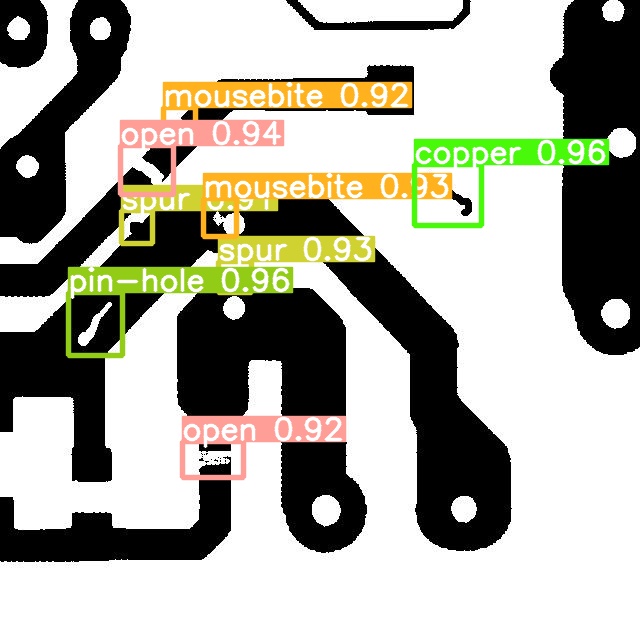 mousebite 0.92
open 0.94
copper 0.96
mousebite 0.93
spur 0.91
spur 0.93
pin-hole 0.96
open 0.92